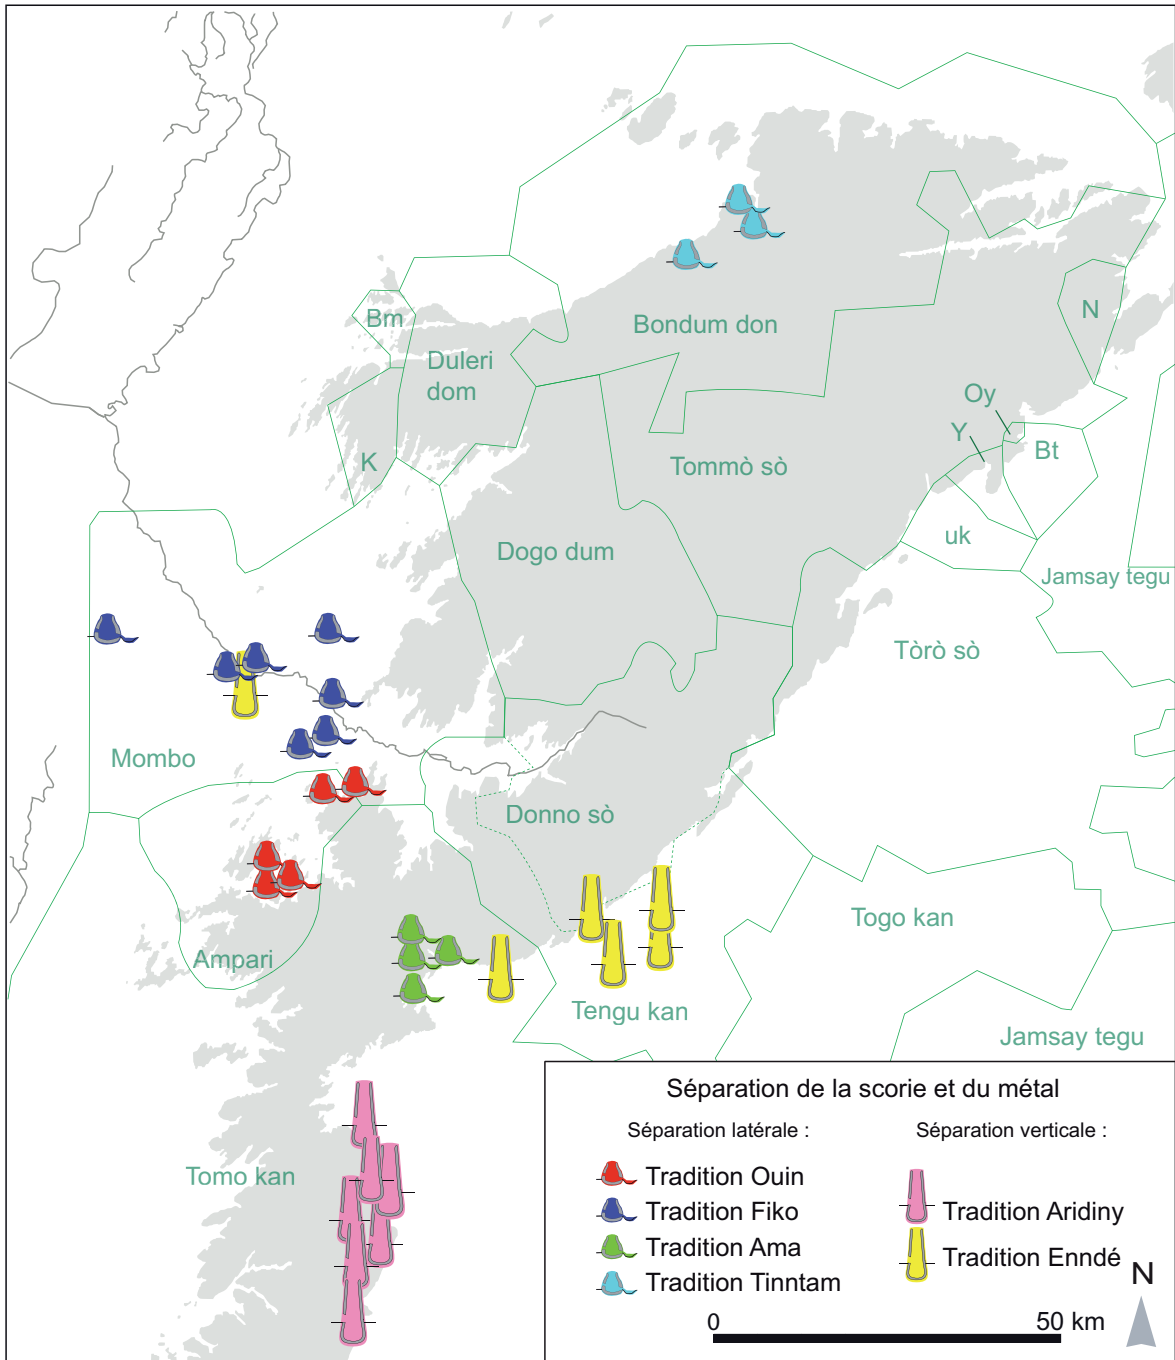 Bm
Bondum don
N
Duleri
dom
Oy
Y
Bt
K
Tommò sò
uk
Dogo dum
Jamsay tegu
Tòrò sò
Mombo
Donno sò
Togo kan
Ampari
Tengu kan
Jamsay tegu
Tomo kan
Séparation de la scorie et du métal
Séparation latérale :
Tradition Ouin
Tradition Fiko
Tradition Ama
Tradition Tinntam
Séparation verticale :
Tradition Aridiny
Tradition Enndé
N
0
50 km